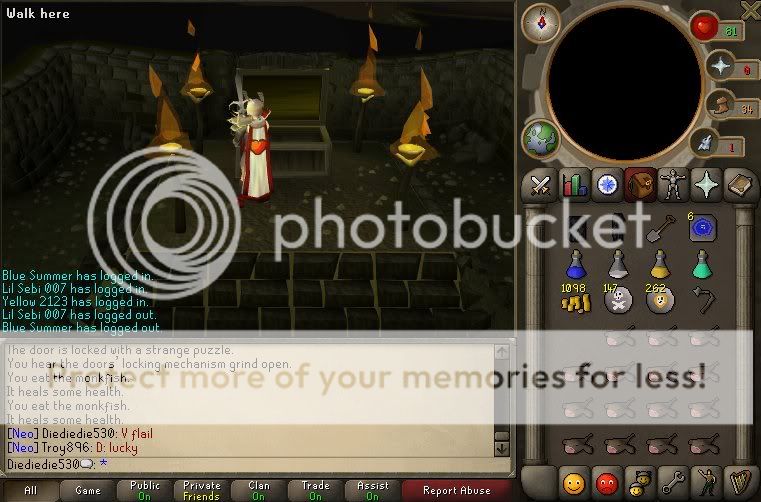 Walk here
81
0
34
1
photobucket
6
Blue Summer has logged in.
Lil Sebi 007 has logged in.
Yellow 2123 has logged in.
Lil Sebi 007 has logged out.
Blue Summer has logged out.
1098
147
262
The door is locked with a strange puzzle.
You hear the doors' locking mechanism grind open.
You eat the monkfish.
It heals some health.
You eat the monkfish.
It heals some health.
Protect more of your memories for less!
[Neo] Diediedie530: V flail
[Neo] Troy896: D: lucky
Diediedie530: *
All
Game
Public
On
Private
Friends
Clan
On
Trade
On
Assist
On
Report Abuse